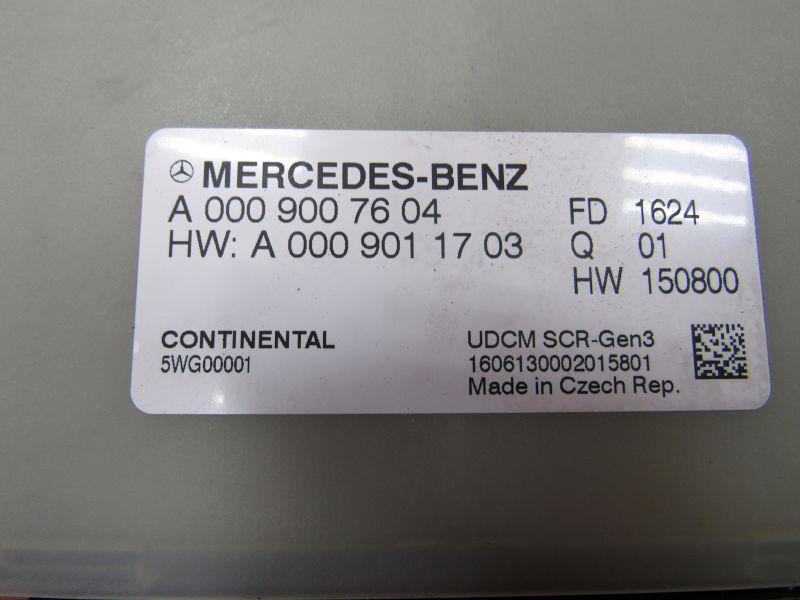 MERCEDES-BENZ
A 000 900 76 04
FD 1624
HW: A 000 901 17 03
Q 01
HW 150800
CONTINENTAL
UDCM SCR-Gen3
5WG00001
1606130002015801
Made in Czech Rep.